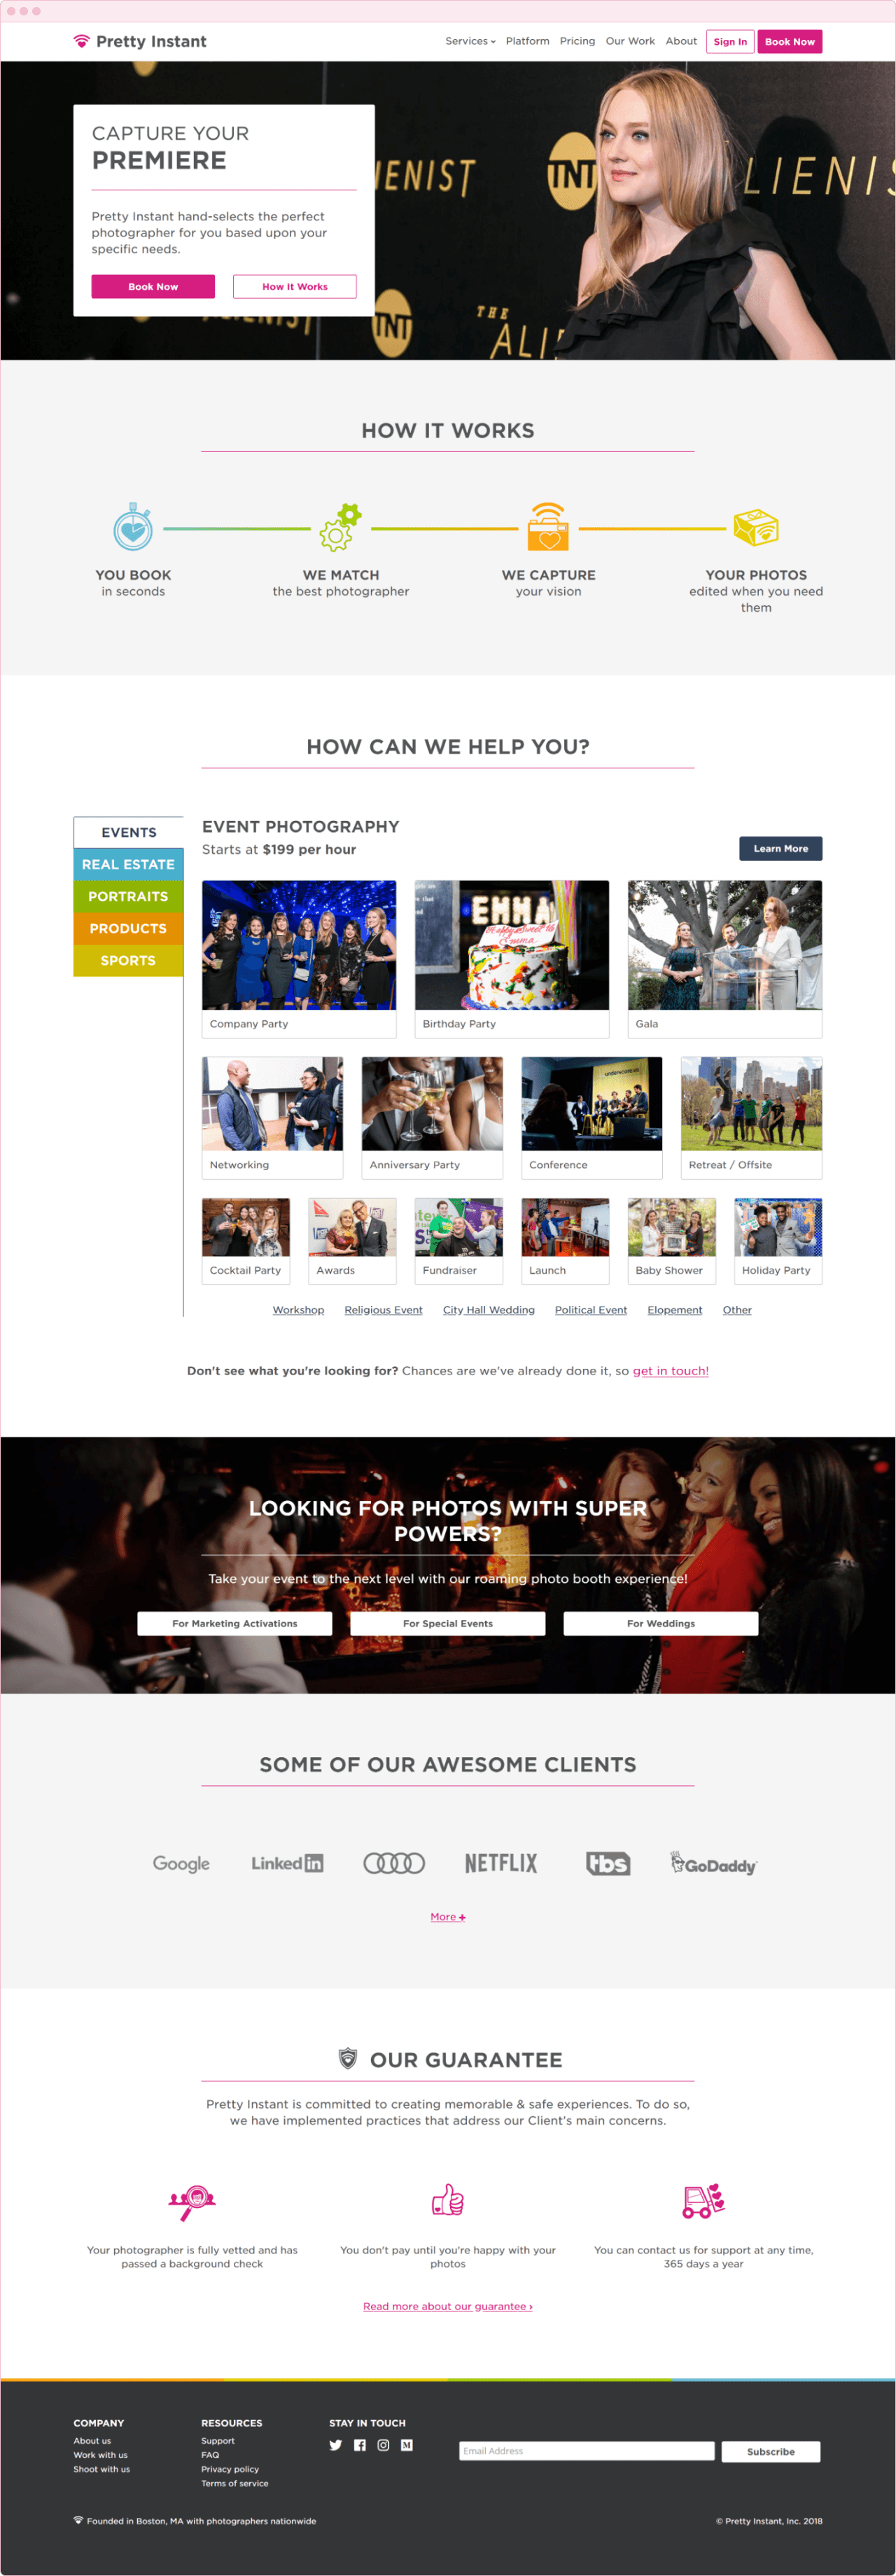 Pretty Instant
Services Platform Pricing Our Work About Sign In Book Now
CAPTURE YOUR
PREMIERE
Pretty Instant hand-selects the perfect
photographer for you based upon your
specific needs.
Book Now How It Works
IENIST
TNT
LIENIS
ALIENIST
TNT
THE
ALI
HOW IT WORKS
YOU BOOK
in seconds
WE MATCH
the best photographer
WE CAPTURE
your vision
YOUR PHOTOS
edited when you need
them
HOW CAN WE HELP YOU?
EVENTS
REAL ESTATE
PORTRAITS
PRODUCTS
SPORTS
EVENT PHOTOGRAPHY
Starts at $199 per hour
Learn More
EMMA
Happy Sweet 16
Emma
Company Party
Birthday Party
Gala
Networking
Anniversary Party
Conference
Retreat / Offsite
Cocktail Party
Awards
Fundraiser
Launch
Baby Shower
Holiday Party
Workshop Religious Event City Hall Wedding Political Event Elopement Other
Don't see what you're looking for? Chances are we've already done it, so get in touch!
LOOKING FOR PHOTOS WITH SUPER
POWERS?
Take your event to the next level with our roaming photo booth experience!
For Marketing Activations For Special Events For Weddings
SOME OF OUR AWESOME CLIENTS
Google LinkedIn NETFLIX tbs GoDaddy
More +
OUR GUARANTEE
Pretty Instant is committed to creating memorable & safe experiences. To do so,
we have implemented practices that address our Client's main concerns.
Your photographer is fully vetted and has
passed a background check
You don't pay until you're happy with your
photos
You can contact us for support at any time,
365 days a year
Read more about our guarantee ›
COMPANY
About us
Work with us
Shoot with us
RESOURCES
Support
FAQ
Privacy policy
Terms of service
STAY IN TOUCH
M
Email Address
Subscribe
Founded in Boston, MA with photographers nationwide
© Pretty Instant, Inc. 2018